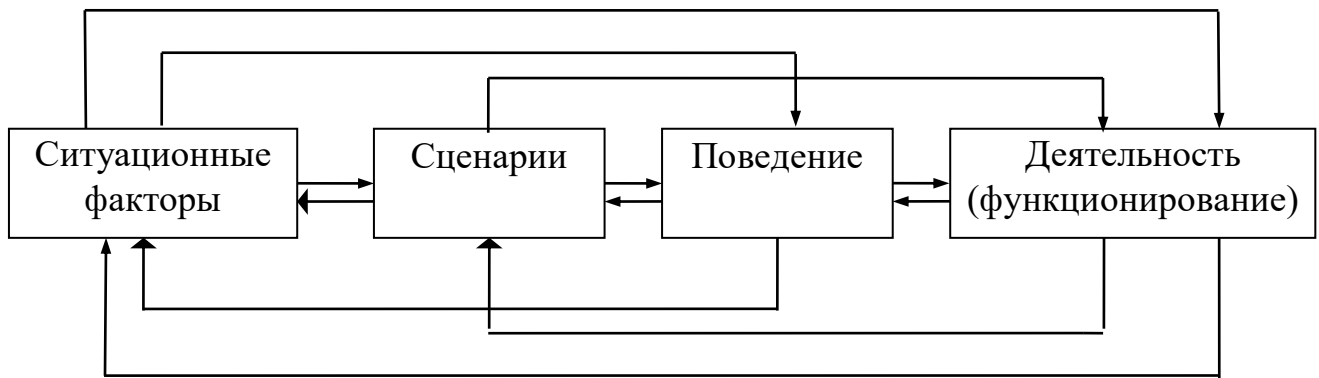 Ситуационные
факторы
Сценарии
Поведение
Деятельность
(функционирование)